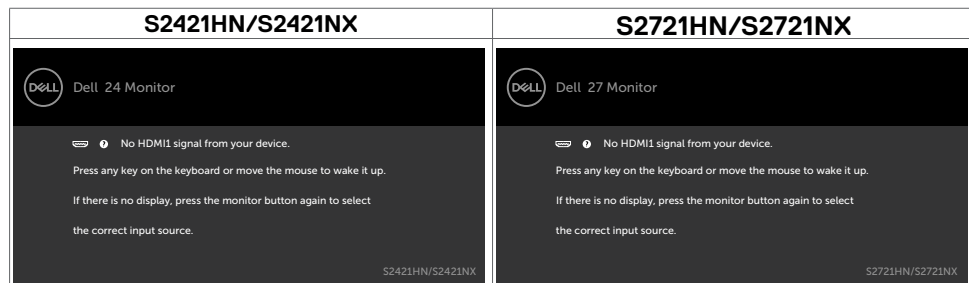 S2421HN/S2421NX
S2721HN/S2721NX
DELL
Dell 24 Monitor
No HDMI1 signal from your device.
Press any key on the keyboard or move the mouse to wake it up.
If there is no display, press the monitor button again to select
the correct input source.
S2421HN/S2421NX
DELL
Dell 27 Monitor
No HDMI1 signal from your device.
Press any key on the keyboard or move the mouse to wake it up.
If there is no display, press the monitor button again to select
the correct input source.
S2721HN/S2721NX